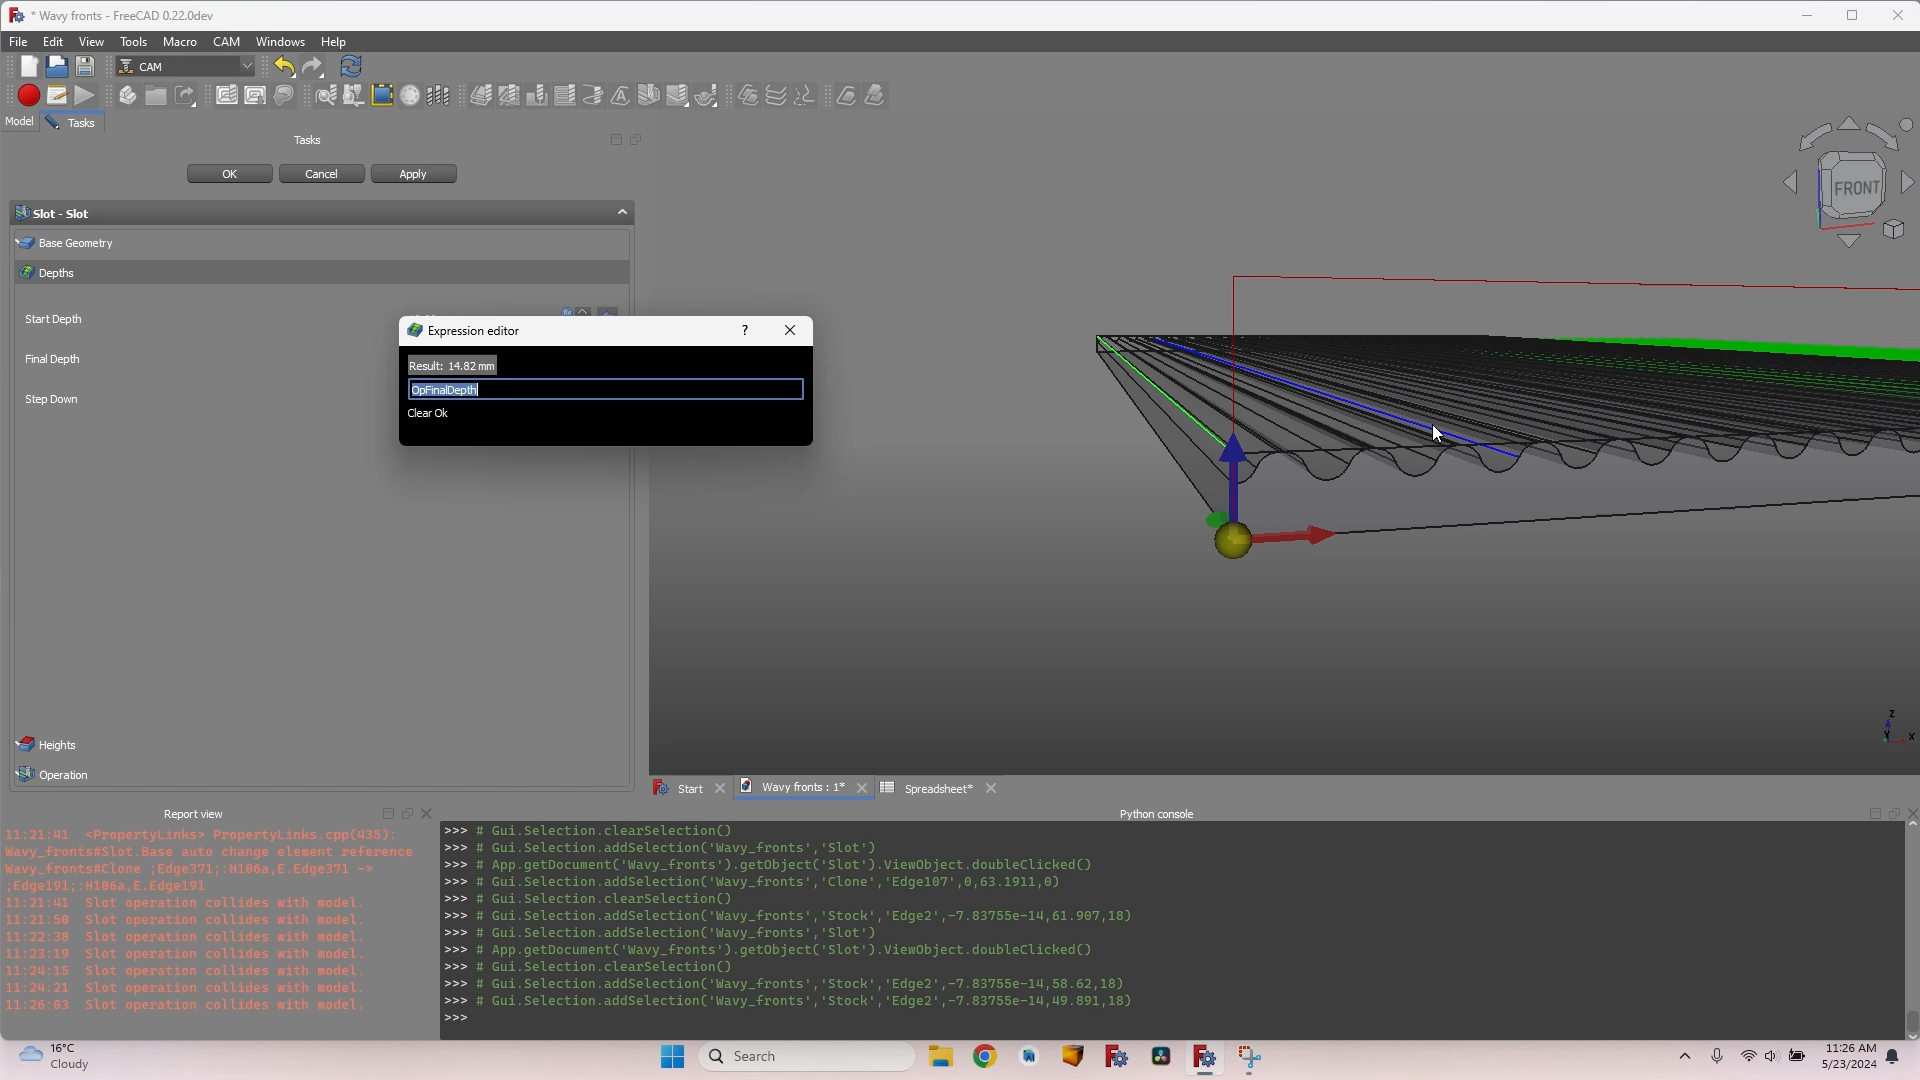 * Wavy fronts - FreeCAD 0.22.0dev
File Edit View Tools Macro CAM Windows Help
CAM
Model Tasks
Tasks
OK Cancel Apply
Slot - Slot
Base Geometry
Depths
Start Depth
Final Depth
Step Down
Expression editor ?
Result: 14.82 mm
OpFinalDepth
Clear Ok
FRONT
Z
Y X
Heights
Operation
Start Wavy fronts : 1* Spreadsheet*
Report view
11:21:41 <PropertyLinks> PropertyLinks.cpp(435):
Wavy_fronts#Slot.Base auto change element reference
Wavy_fronts#Clone ;Edge371;:H106a,E.Edge371 ->
;Edge191;:H106a,E.Edge191
11:21:41 Slot operation collides with model.
11:21:50 Slot operation collides with model.
11:22:38 Slot operation collides with model.
11:23:19 Slot operation collides with model.
11:24:15 Slot operation collides with model.
11:24:21 Slot operation collides with model.
11:26:03 Slot operation collides with model.
Python console
>>> # Gui.Selection.clearSelection()
>>> # Gui.Selection.addSelection('Wavy_fronts','Slot')
>>> # App.getDocument('Wavy_fronts').getObject('Slot').ViewObject.doubleClicked()
>>> # Gui.Selection.addSelection('Wavy_fronts','Clone','Edge107',0,63.1911,0)
>>> # Gui.Selection.clearSelection()
>>> # Gui.Selection.addSelection('Wavy_fronts','Stock','Edge2',-7.83755e-14,61.907,18)
>>> # Gui.Selection.addSelection('Wavy_fronts','Slot')
>>> # App.getDocument('Wavy_fronts').getObject('Slot').ViewObject.doubleClicked()
>>> # Gui.Selection.clearSelection()
>>> # Gui.Selection.addSelection('Wavy_fronts','Stock','Edge2',-7.83755e-14,58.62,18)
>>> # Gui.Selection.addSelection('Wavy_fronts','Stock','Edge2',-7.83755e-14,49.891,18)
>>>
16°C
Cloudy
Search
11:26 AM
5/23/2024